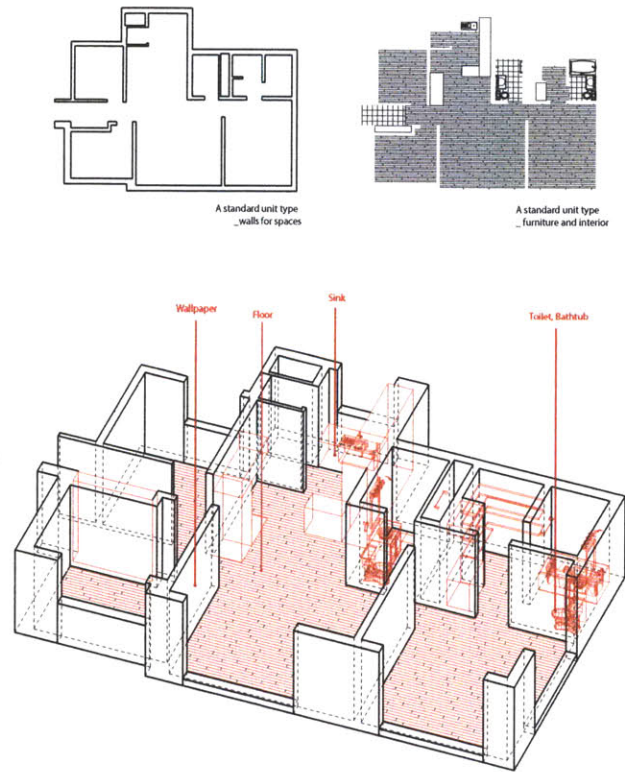 A standard unit type
_walls for spaces
A standard unit type
_ furniture and interior
Wallpaper
Floor
Sink
Toilet, Bathtub